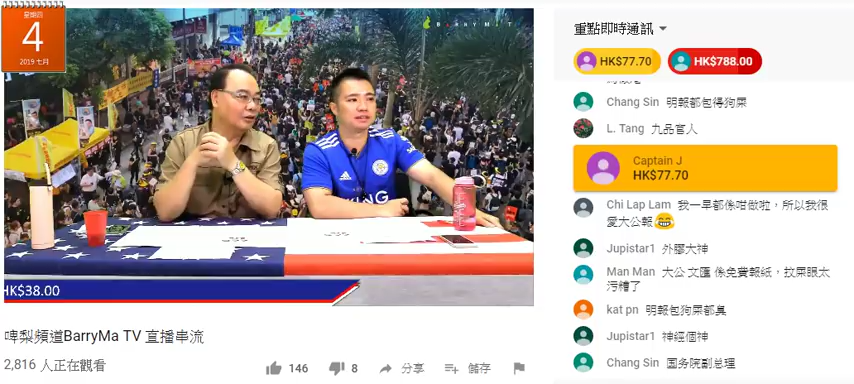 星期四
4
2019 七月
BARRYMA T
KING
HK$38.00
啤梨頻道BarryMa TV 直播串流
2,816 人正在觀看
146
8
分享
儲存
重點即時通訊
HK$77.70
HK$788.00
Chang Sin 明報都包得狗屎
L. Tang 九品官人
Captain J
HK$77.70
Chi Lap Lam 我一早都係咁做啦，所以我很
愛大公報😂
Jupistar1 外膠大神
Man Man 大公 文匯 係免費報紙，抆屎眼太
污糟了
kat pn 明報包狗屎都臭
Jupistar1 神經個神
Chang Sin 国务院副总理